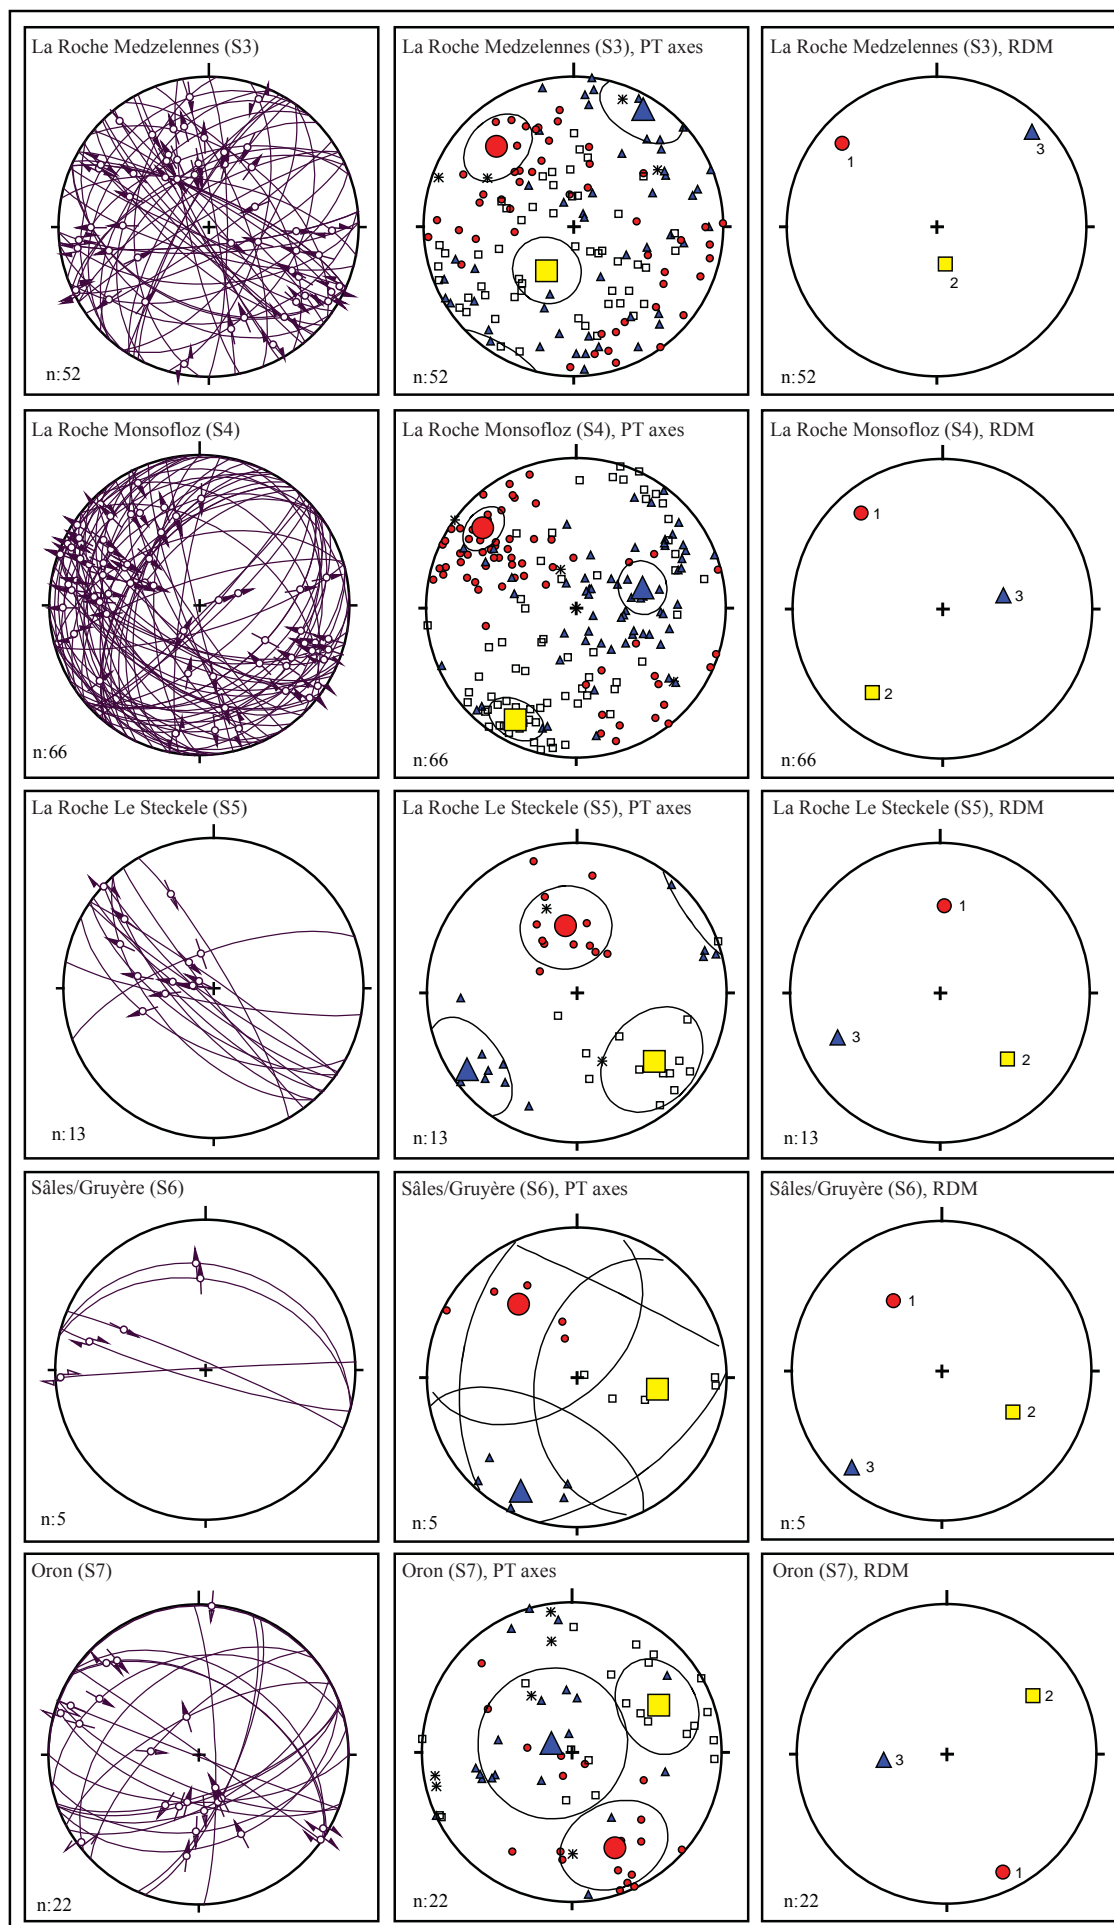 La Roche Medzelennes (S3)
n:52
La Roche Medzelennes (S3), PT axes
n:52
La Roche Medzelennes (S3), RDM
1
3
2
n:52
La Roche Monsofloz (S4)
n:66
La Roche Monsofloz (S4), PT axes
n:66
La Roche Monsofloz (S4), RDM
1
3
2
n:66
La Roche Le Steckele (S5)
n:13
La Roche Le Steckele (S5), PT axes
n:13
La Roche Le Steckele (S5), RDM
1
3
2
n:13
Sâles/Gruyère (S6)
n:5
Sâles/Gruyère (S6), PT axes
n:5
Sâles/Gruyère (S6), RDM
1
2
3
n:5
Oron (S7)
n:22
Oron (S7), PT axes
n:22
Oron (S7), RDM
2
3
1
n:22